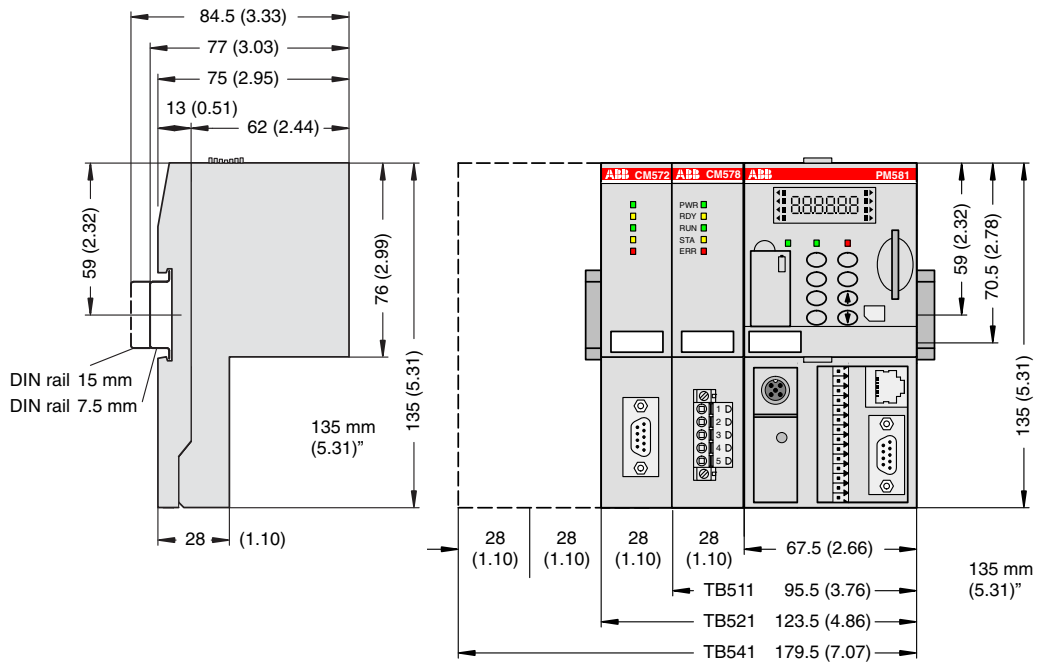 84.5 (3.33)
77 (3.03)
75 (2.95)
13 (0.51)
62 (2.44)
59 (2.32)
76 (2.99)
135 (5.31)
DIN rail 15 mm
DIN rail 7.5 mm
135 mm
(5.31)”
28 (1.10)
ABB CM572
ABB CM578
ABB PM581
PWR
RDY
RUN
STA
ERR
1
2
3
4
5
59 (2.32)
70.5 (2.78)
135 (5.31)
28
(1.10)
28
(1.10)
28
(1.10)
28
(1.10)
67.5 (2.66)
135 mm
(5.31)”
TB511 95.5 (3.76)
TB521 123.5 (4.86)
TB541 179.5 (7.07)